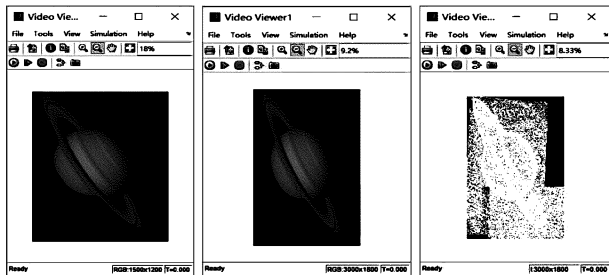 Video Vie...
File Tools View Simulation Help
18%
Ready RGB:1500x1200 T=0.000
Video Viewer1
File Tools View Simulation Help
9.2%
Ready RGB:3000x1800 T=0.000
Video Vie...
File Tools View Simulation Help
8.33%
Ready I:3000x1800 T=0.000